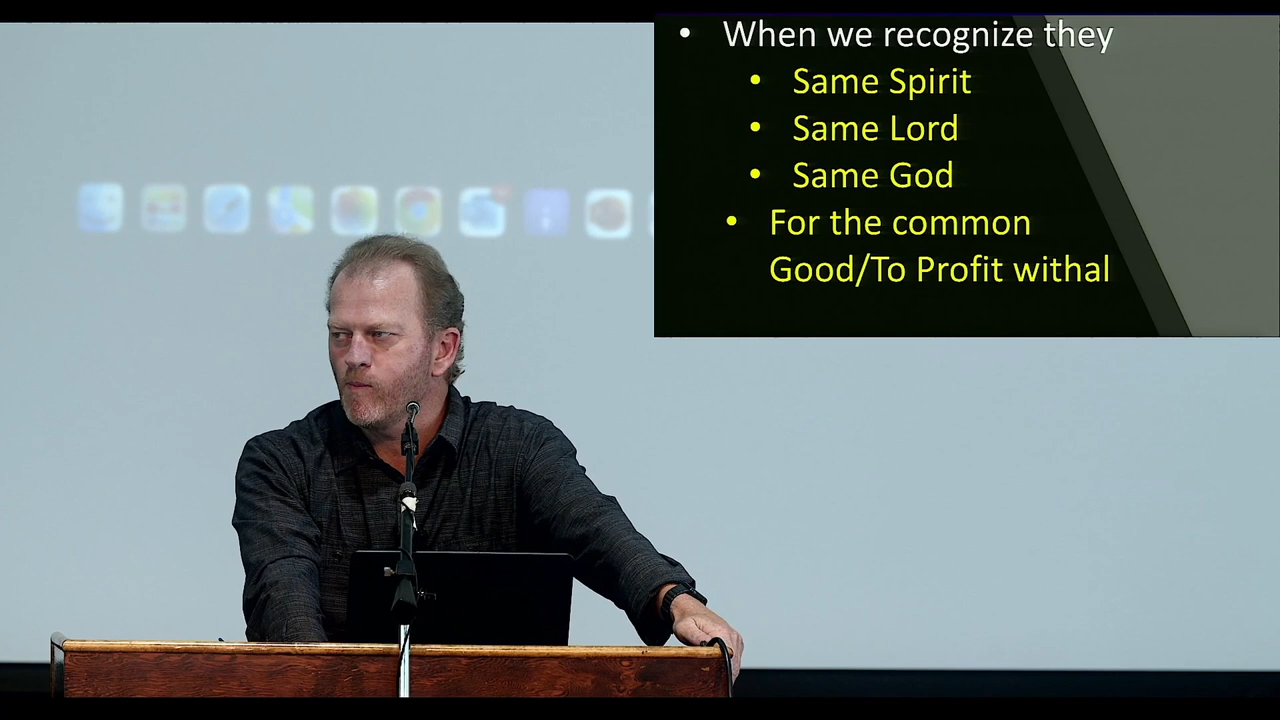 • When we recognize they
• Same Spirit
• Same Lord
• Same God
• For the common
Good/To Profit withal